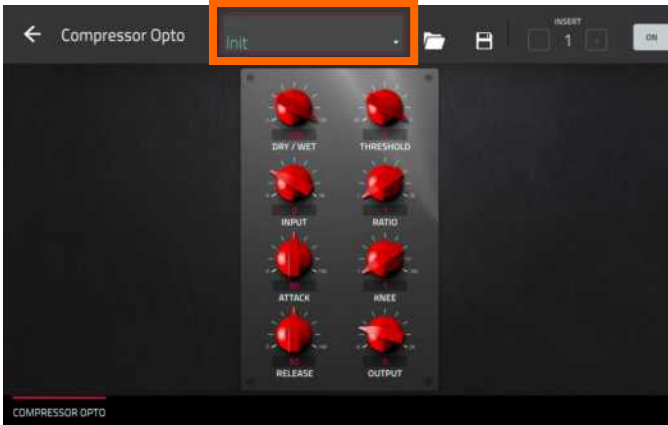 Compressor Opto
Init
INSERT
1
ON
DRY / WET
THRESHOLD
INPUT
RATIO
ATTACK
KNEE
RELEASE
OUTPUT
COMPRESSOR OPTO